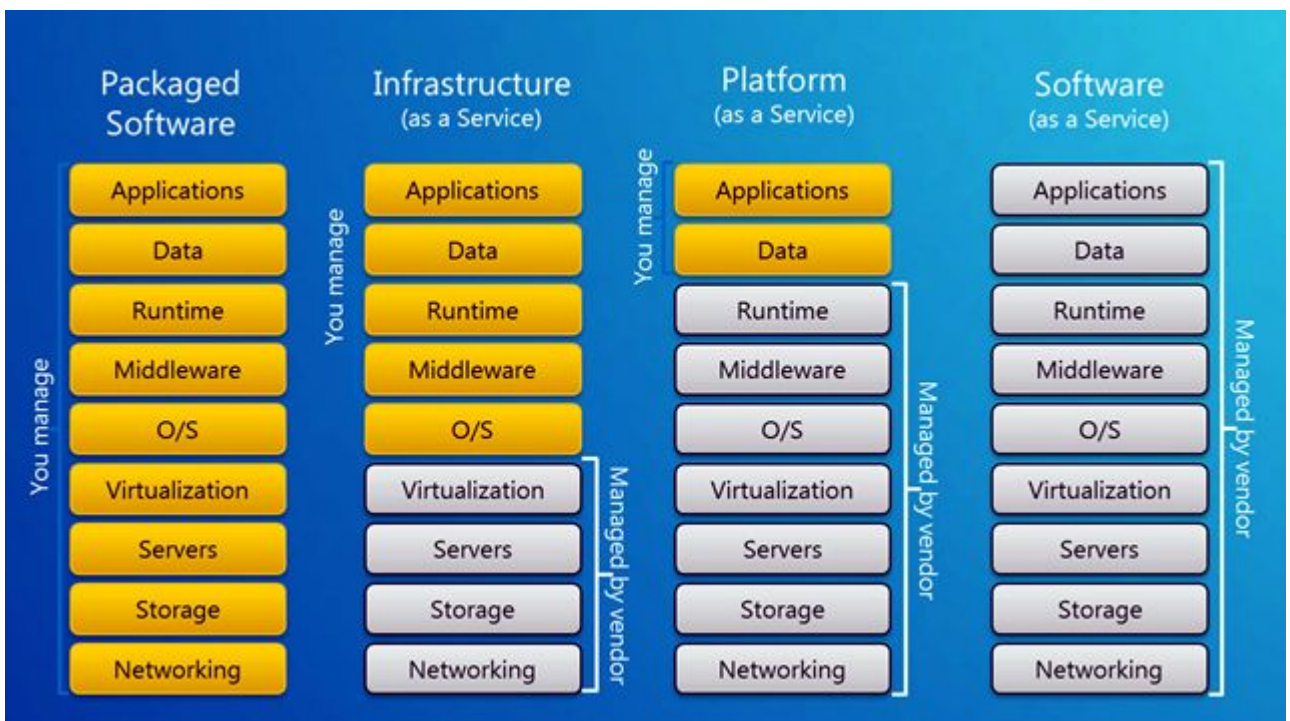 Packaged
Software
You manage
Applications
Data
Runtime
Middleware
O/S
Virtualization
Servers
Storage
Networking
Infrastructure
(as a Service)
You manage
Applications
Data
Runtime
Middleware
O/S
Virtualization
Servers
Storage
Networking
Managed by vendor
Platform
(as a Service)
You manage
Applications
Data
Runtime
Middleware
O/S
Virtualization
Servers
Storage
Networking
Managed by vendor
Software
(as a Service)
Applications
Data
Runtime
Middleware
O/S
Virtualization
Servers
Storage
Networking
Managed by vendor